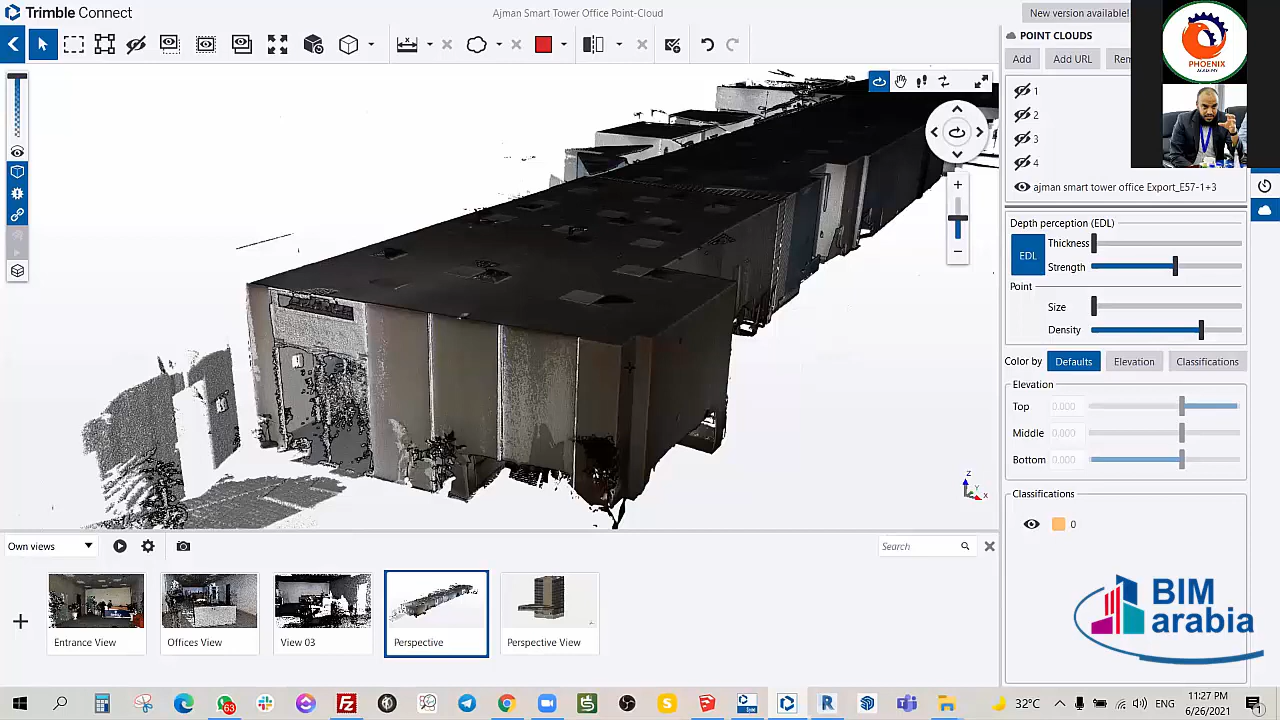 Trimble Connect
Ajman Smart Tower Office Point-Cloud
New version available!
POINT CLOUDS
Add
Add URL
1
2
3
4
ajman smart tower office Export_E57-1+3
PHOENIX
Depth perception (EDL)
EDL
Thickness
Strength
Point
Size
Density
Color by
Defaults
Elevation
Classifications
Elevation
Top
0.000
Middle
0.000
Bottom
0.000
Classifications
0
Z
Y
X
Own views
Search
Entrance View
Offices View
View 03
Perspective
Perspective View
BIM
arabia
63
32°C
ENG
11:27 PM
6/26/2021